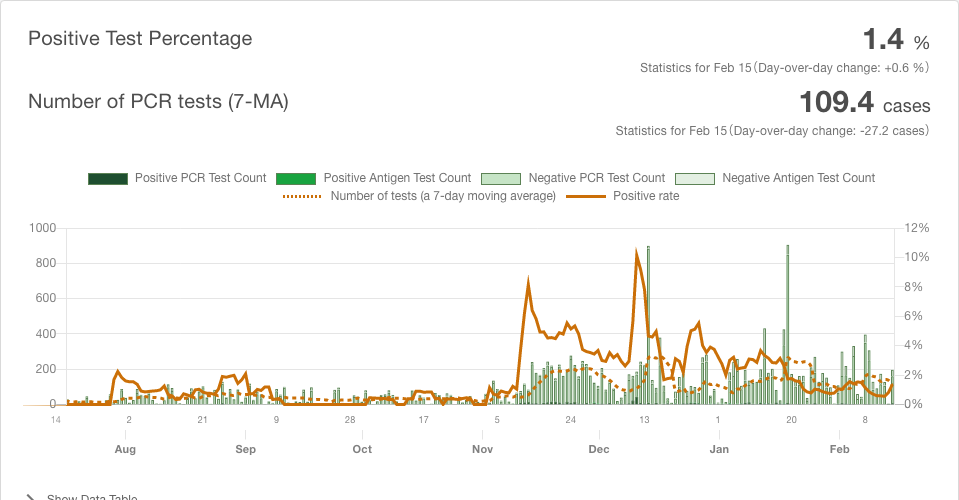 Positive Test Percentage
1.4 %
Statistics for Feb 15(Day-over-day change: +0.6 %)
Number of PCR tests (7-MA)
109.4 cases
Statistics for Feb 15(Day-over-day change: -27.2 cases)
Positive PCR Test Count Positive Antigen Test Count Negative PCR Test Count Negative Antigen Test Count
Number of tests (a 7-day moving average) Positive rate
1000 12%
10%
800
8%
600
6%
400
4%
200
2%
0 0%
14 2 21 9 28 17 5 24 13 1 20 8
Aug Sep Oct Nov Dec Jan Feb
Show Data Table